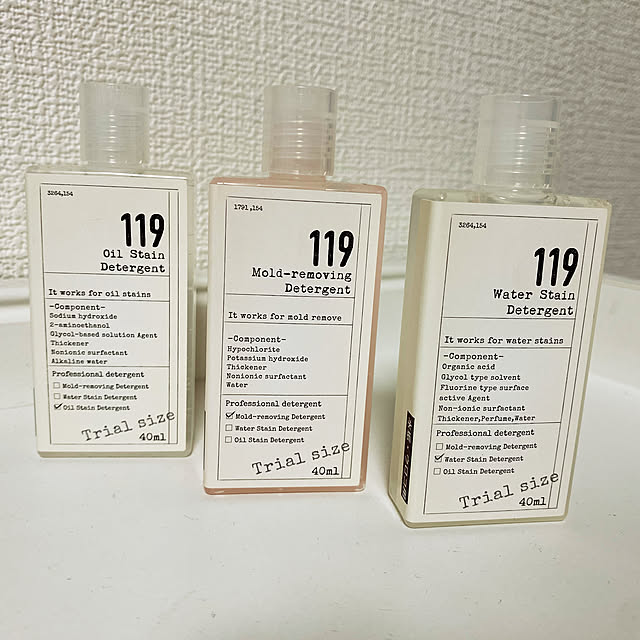 3264,154
119
Oil Stain
Detergent
It works for oil stains
-Component-
Sodium hydroxide
2-aminoethanol
Glycol-based solution Agent
Thickener
Nonionic surfactant
Alkaline water
Professional detergent
Mold-removing Detergent
Water Stain Detergent
Oil Stain Detergent
Trial size
40ml
1791,154
119
Mold-removing
Detergent
It works for mold remove
-Component-
Hypochlorite
Potassium hydroxide
Thickener
Nonionic surfactant
Water
Professional detergent
Mold-removing Detergent
Water Stain Detergent
Oil Stain Detergent
Trial size
40ml
3264,154
119
Water Stain
Detergent
It works for water stains
-Component-
Organic acid
Glycol type solvent
Fluorine type surface
active Agent
Non-ionic surfactant
Thickener,Perfume,Water
Professional detergent
Mold-removing Detergent
Water Stain Detergent
Oil Stain Detergent
Trial size
40ml